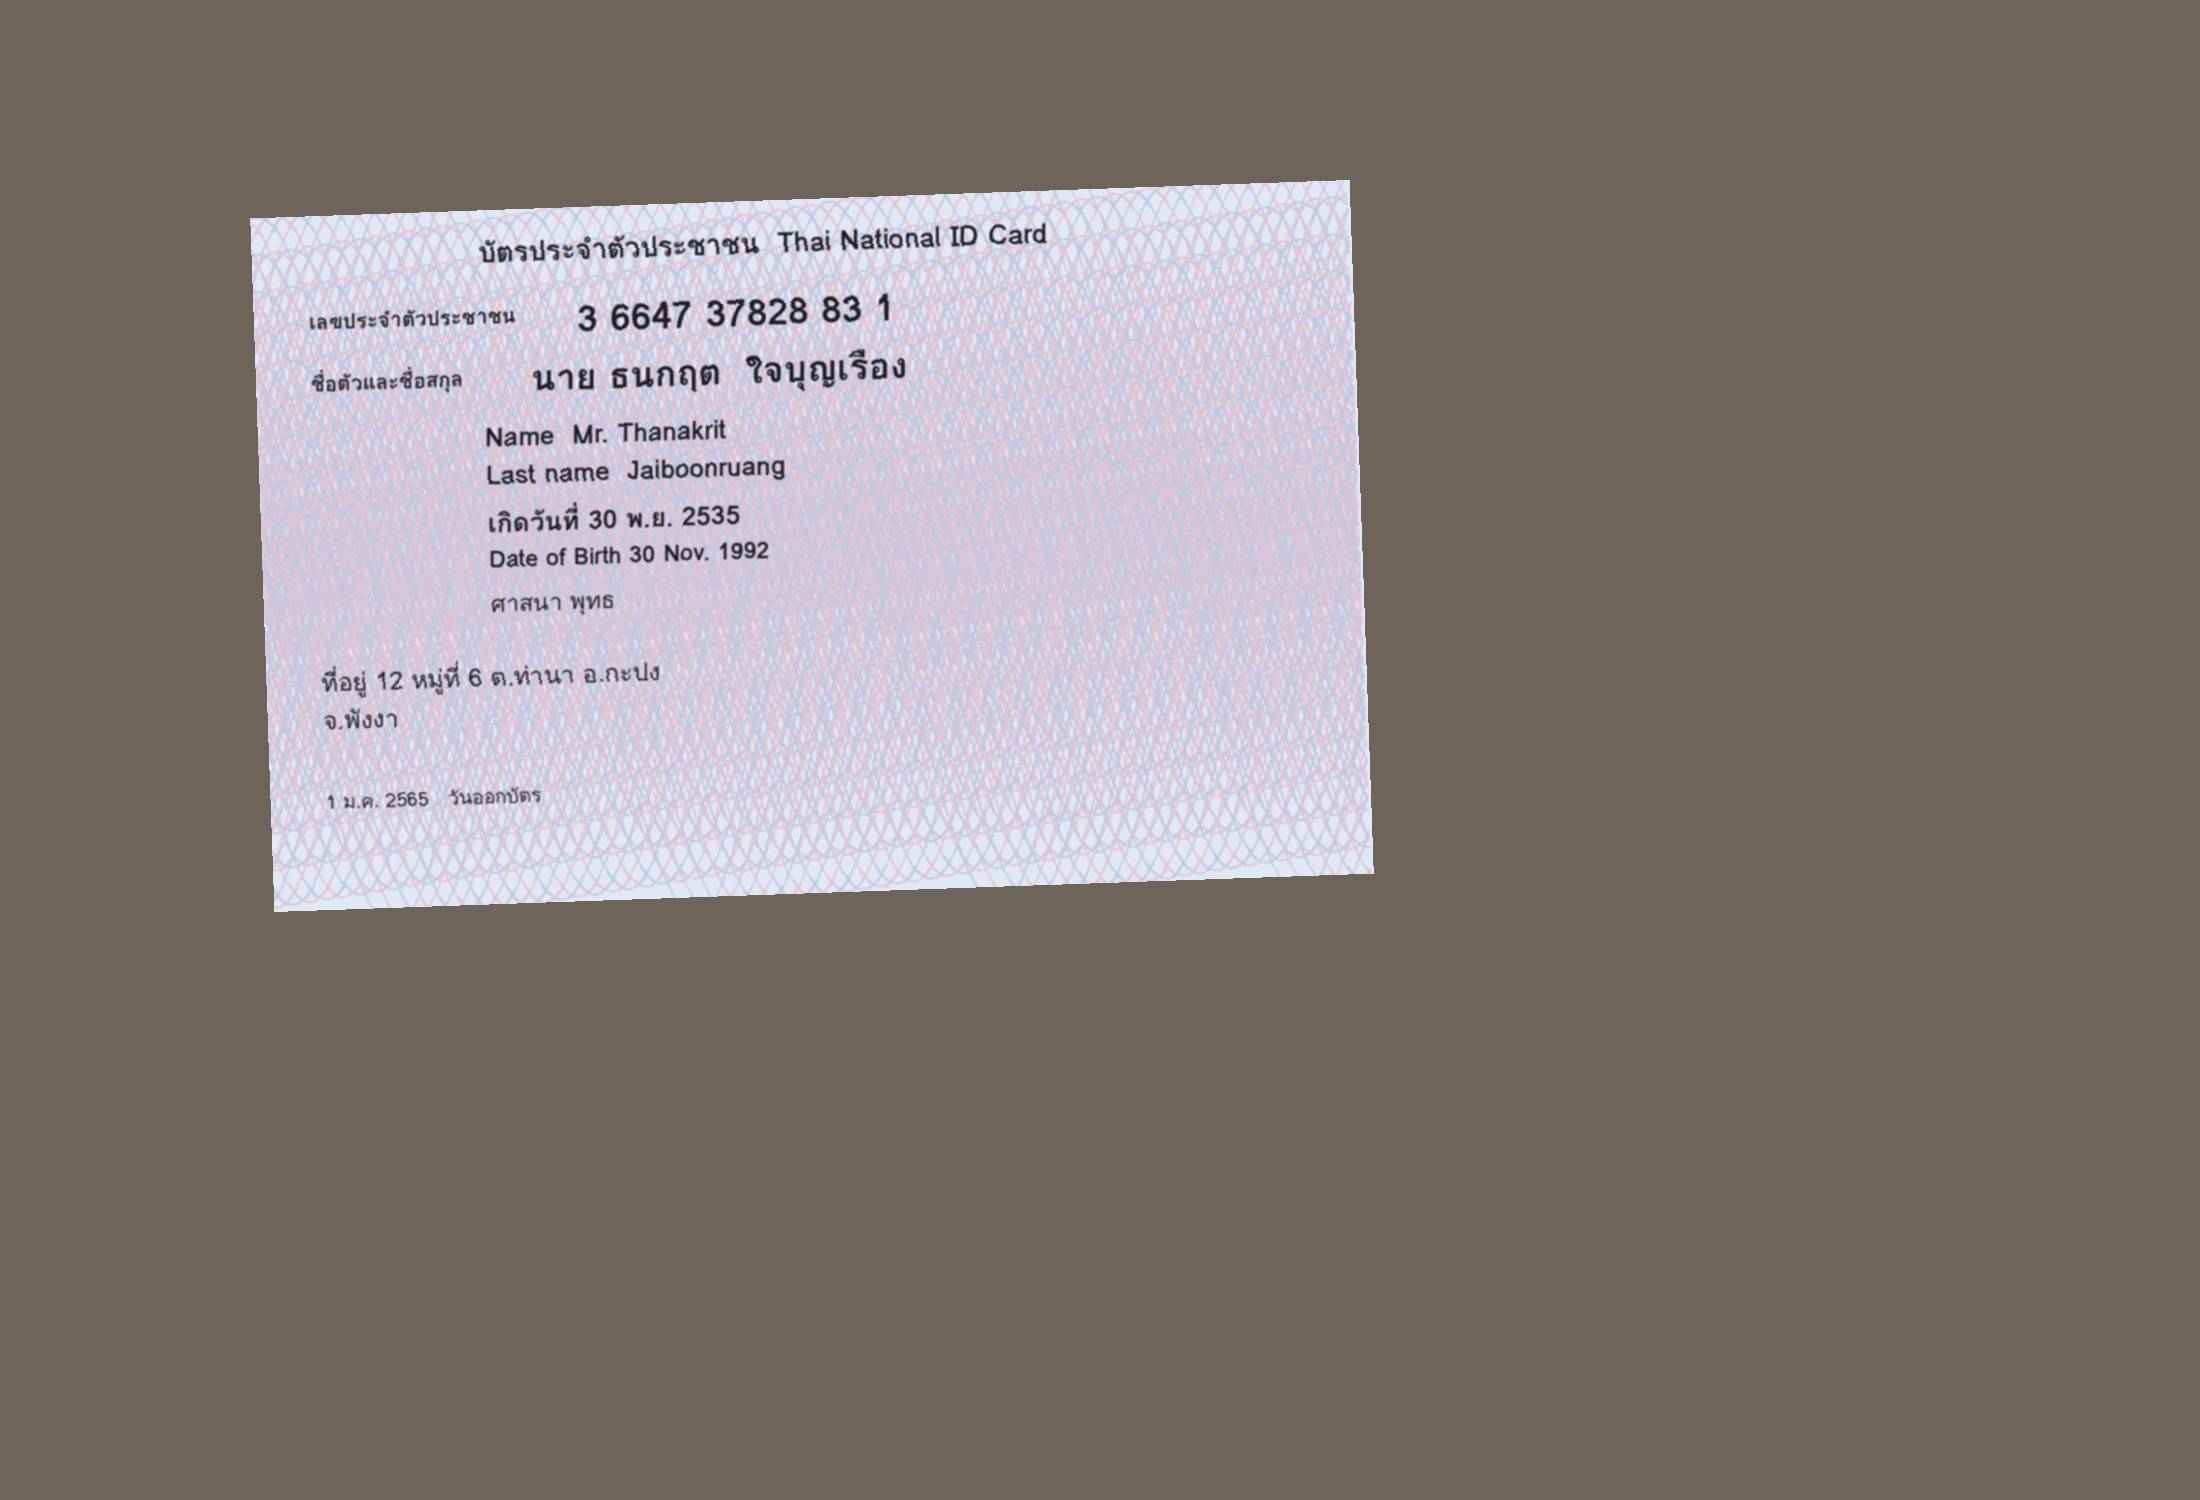 บัตรประจำตัวประชาชน Thai National ID Card
เลขประจำตัวประชาชน 3 6647 37828 83 1
ชื่อตัวและชื่อสกุล นาย ธนกฤต ใจบุญเรือง
Name Mr. Thanakrit
Last name Jaiboonruang
เกิดวันที่ 30 พ.ย. 2535
Date of Birth 30 Nov. 1992
ศาสนา พุทธ
ที่อยู่ 12 หมู่ที่ 6 ต.ท่านา อ.กะปง
จ.พังงา
1 ม.ค. 2565 วันออกบัตร